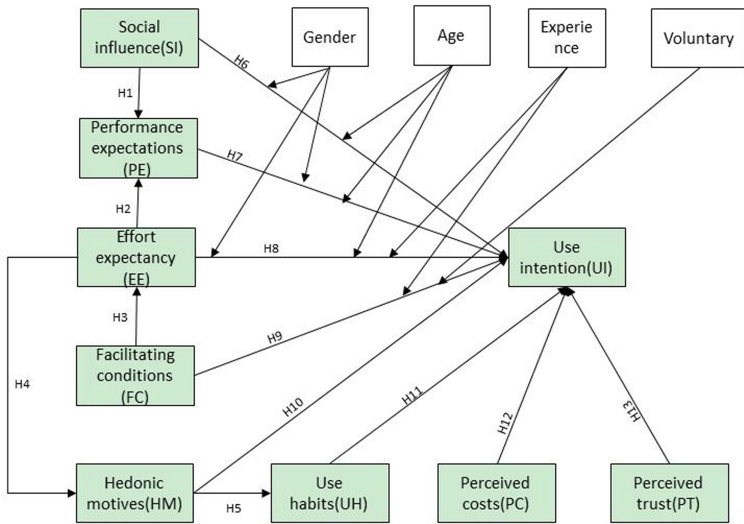 Social
influence(SI)
Gender
Age
Experie
nce
Voluntary
H6
H1
Performance
expectations
(PE)
H7
H2
Effort
expectancy
(EE)
H8
Use
intention(UI)
H3
H9
Facilitating
conditions
(FC)
H4
H10
H11
H12
H13
Hedonic
motives(HM)
H5
Use
habits(UH)
Perceived
costs(PC)
Perceived
trust(PT)